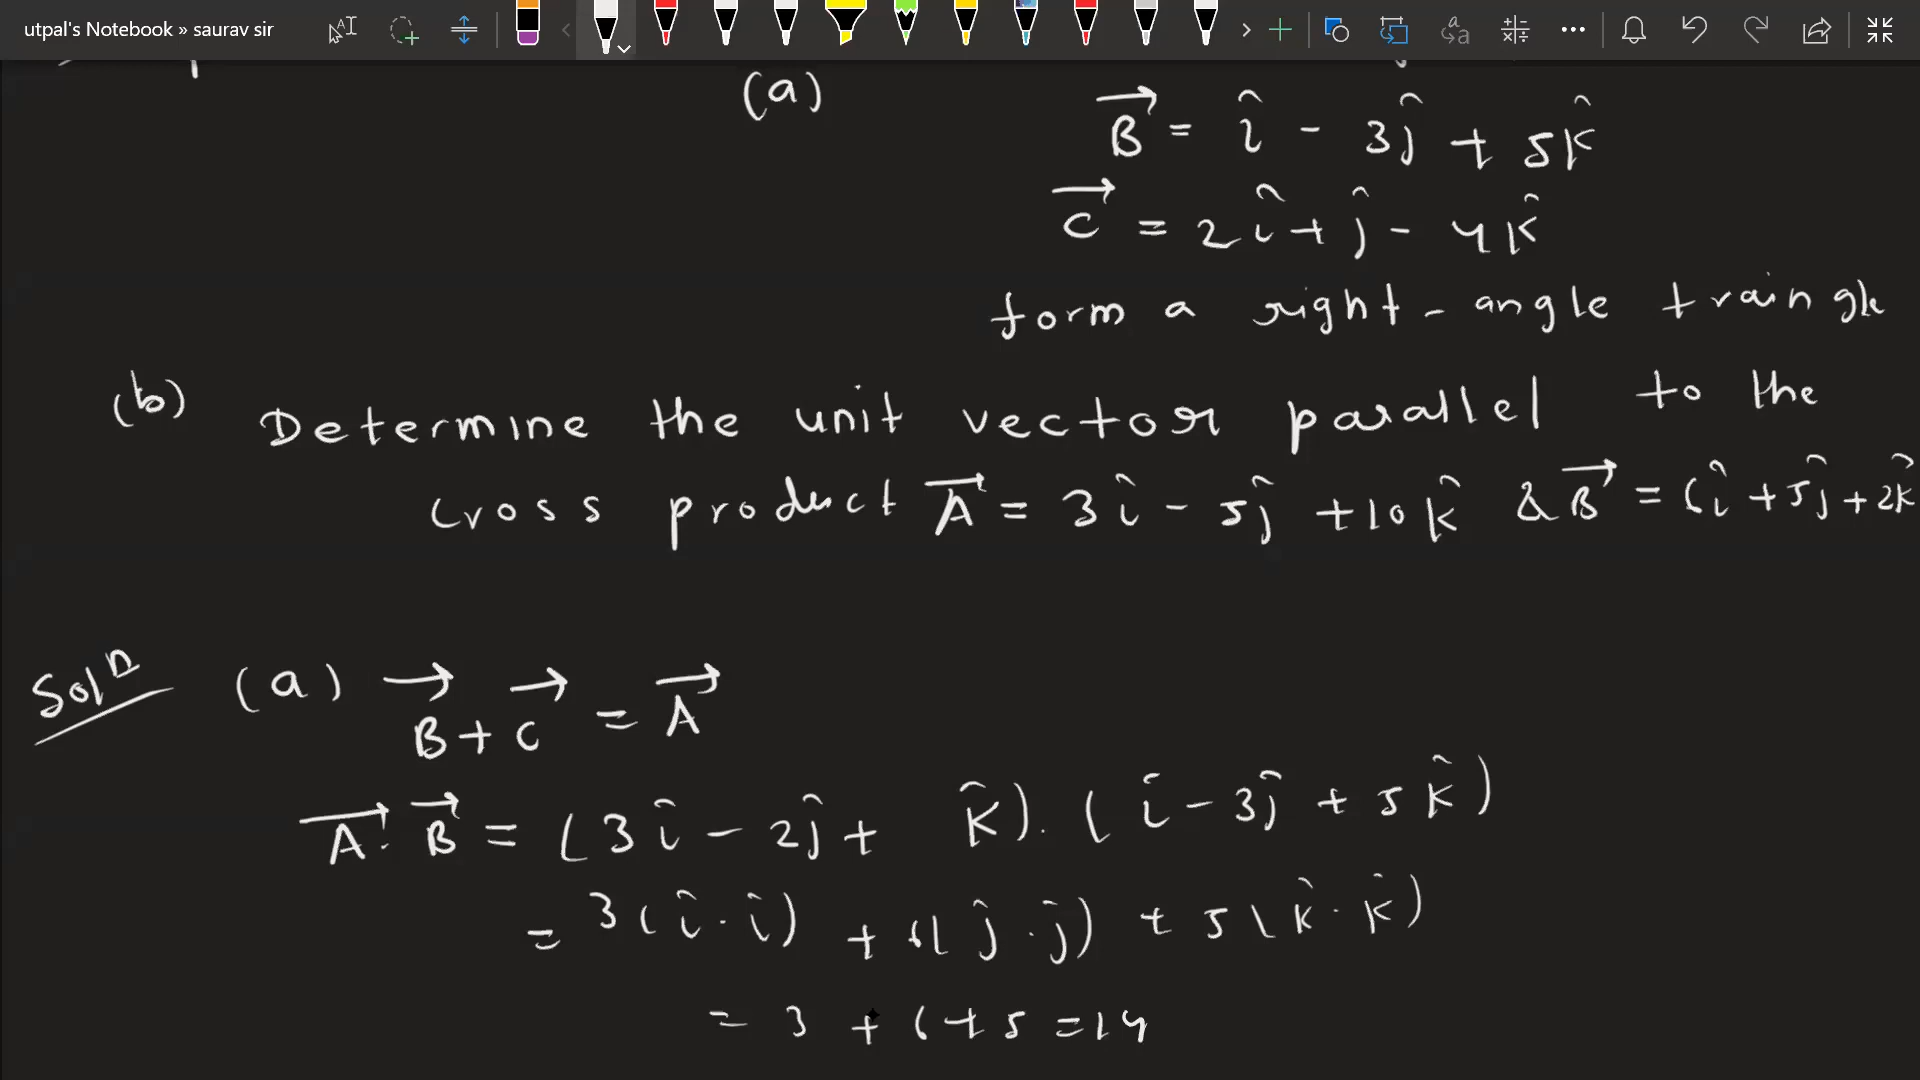 utpal's Notebook » saurav sir
(a)
B⃗ = î - 3ĵ + 5k̂
C⃗ = 2î + ĵ - 4k̂
form a right-angle traingle
(b) Determine the unit vector parallel to the
cross product A⃗ = 3î - 5ĵ + 10k̂ & B⃗ = 6î + 5ĵ + 2k̂
Solⁿ (a) B⃗ + C⃗ = A⃗
A⃗ . B⃗ = (3î - 2ĵ + k̂) . (î - 3ĵ + 5k̂)
= 3(î . î) + 6(ĵ . ĵ) + 5(k̂ . k̂)
= 3 + 6 + 5 = 14